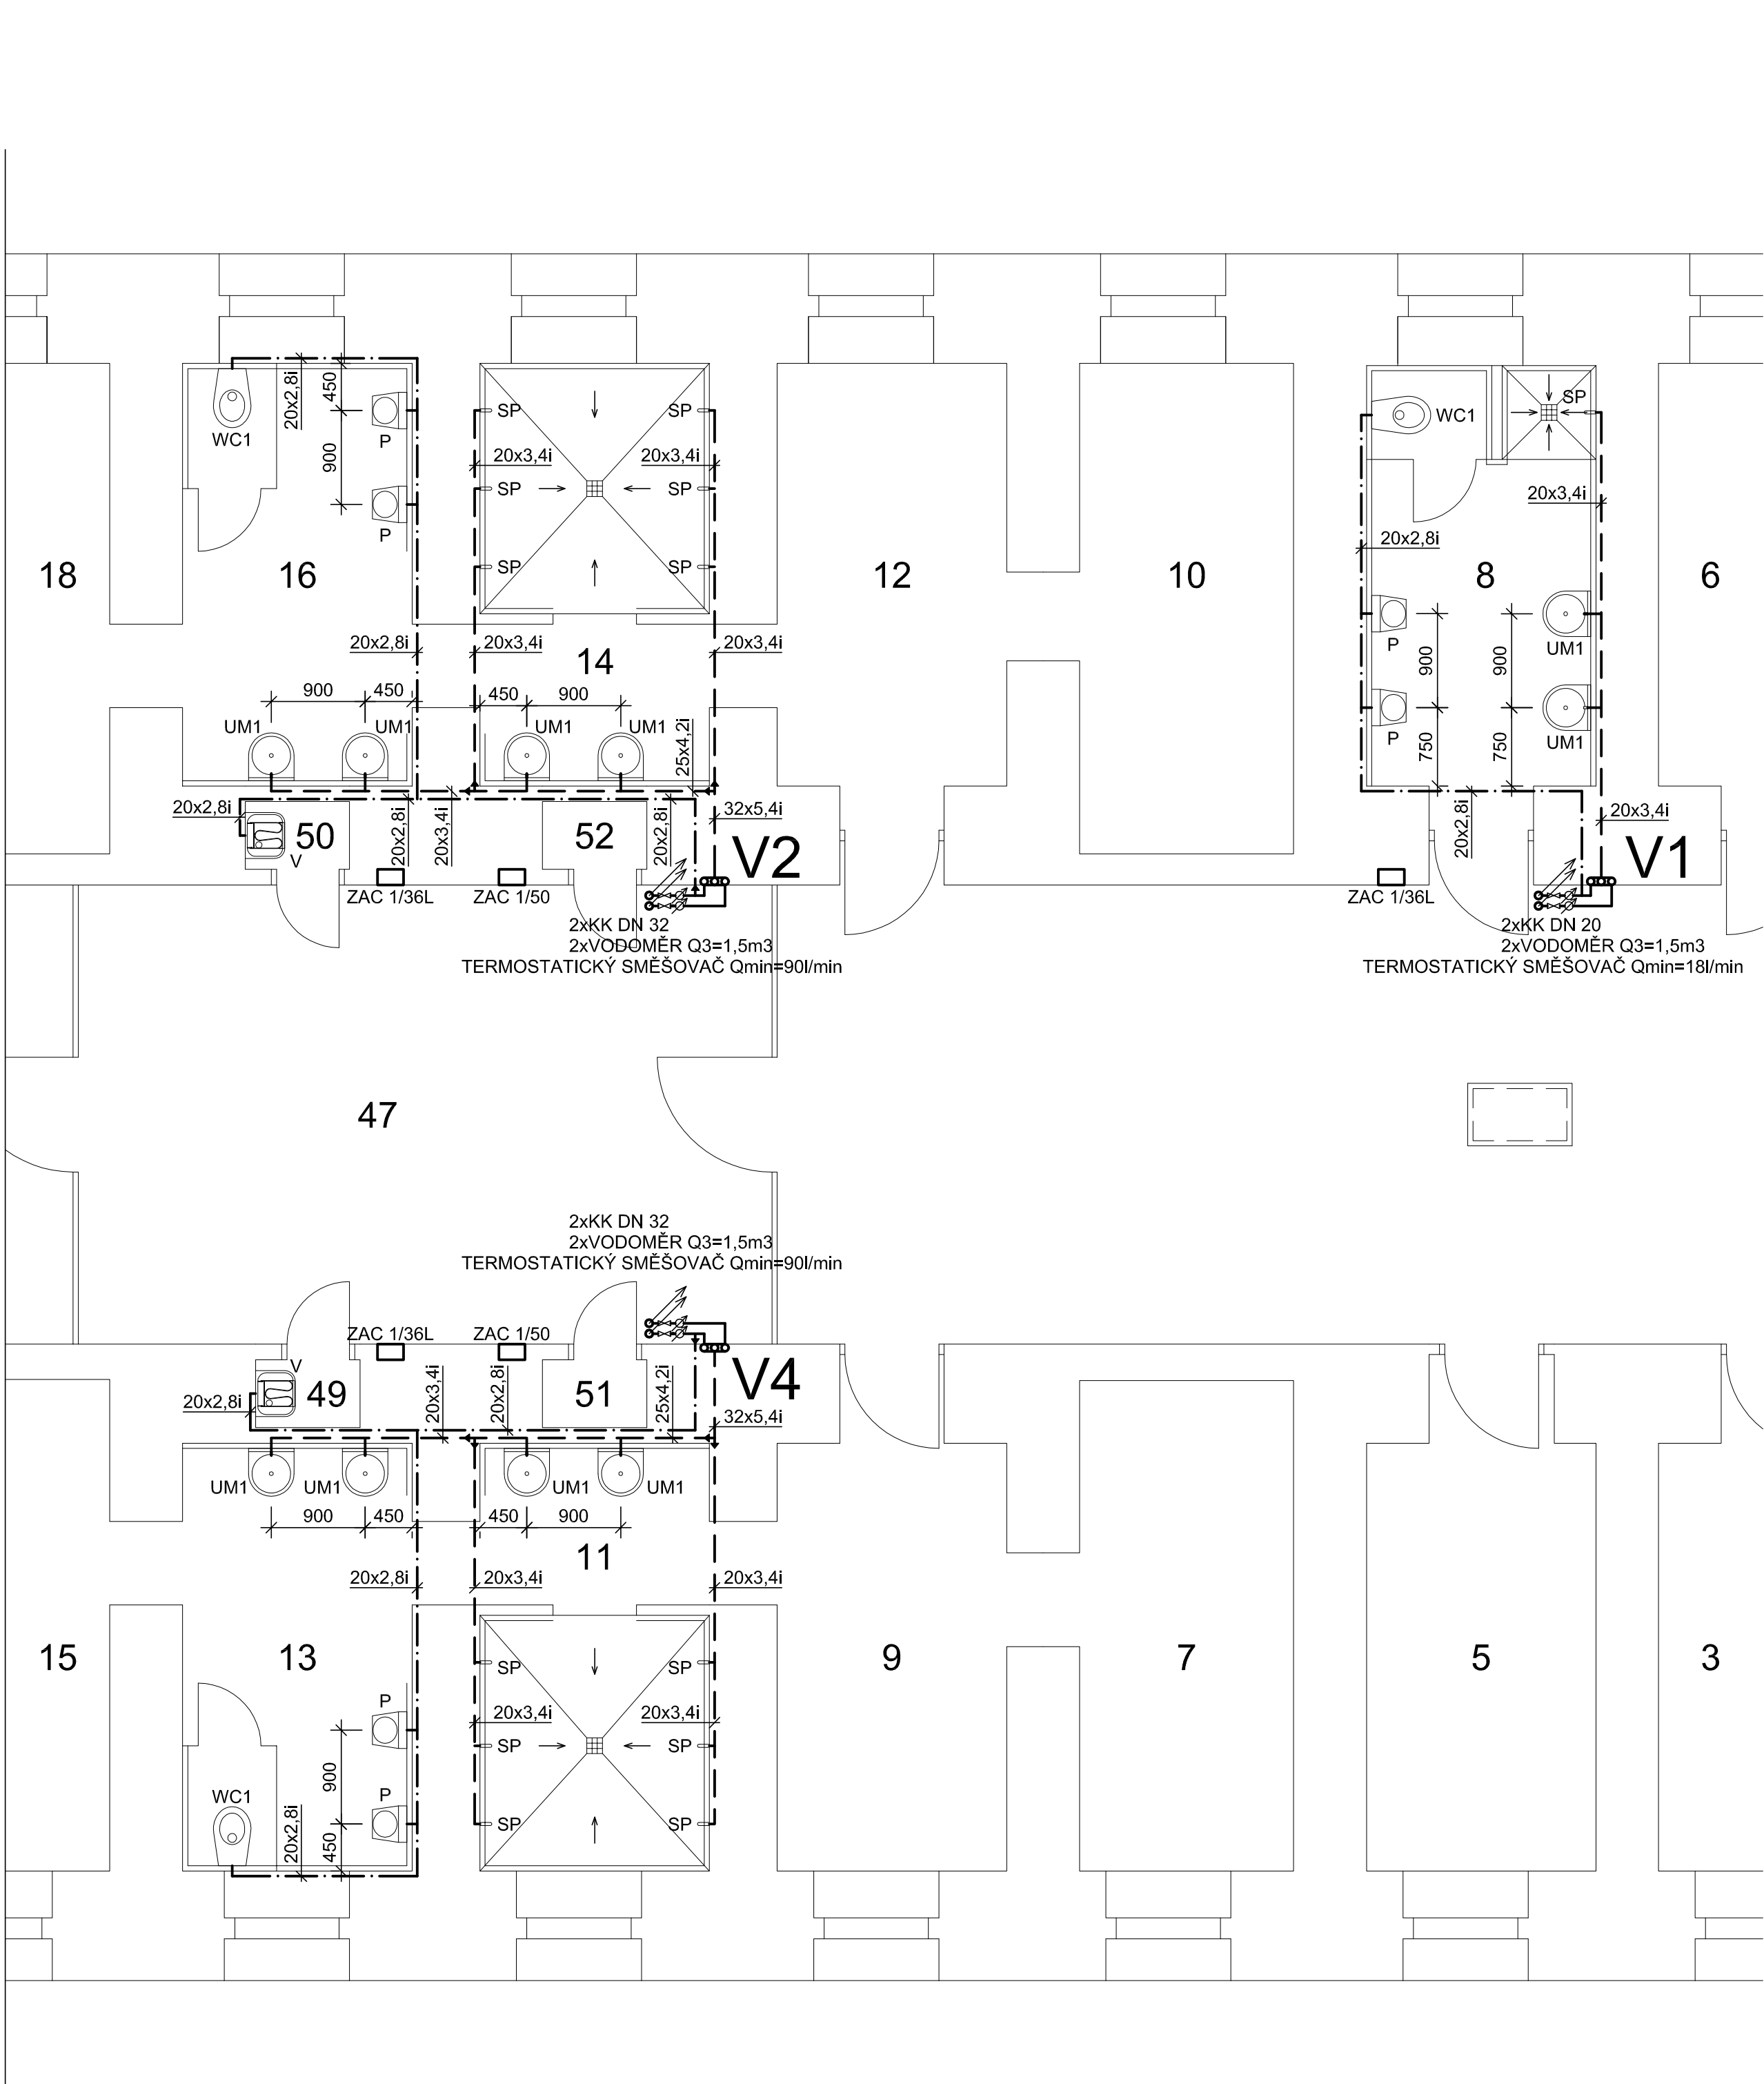 20x2,8i
450
SP
SP
SP
WC1
P
WC1
900
20x3,4i
20x3,4i
SP
SP
20x3,4i
P
20x2,8i
SP
SP
18
16
12
10
8
6
20x2,8i
20x3,4i
14
20x3,4i
P
900
900
UM1
900
450
450
900
UM1
UM1
UM1
UM1
25x4,2i
P
750
750
UM1
20x2,8i
50
V
20x2,8i
20x3,4i
52
20x2,8i
32x5,4i
V2
20x2,8i
20x3,4i
V1
ZAC 1/36L
ZAC 1/50
ZAC 1/36L
2xKK DN 32
2xVODOMĚR Q3=1,5m3
TERMOSTATICKÝ SMĚŠOVAČ Qmin=90l/min
2xKK DN 20
2xVODOMĚR Q3=1,5m3
TERMOSTATICKÝ SMĚŠOVAČ Qmin=18l/min
47
2xKK DN 32
2xVODOMĚR Q3=1,5m3
TERMOSTATICKÝ SMĚŠOVAČ Qmin=90l/min
ZAC 1/36L
ZAC 1/50
V
20x2,8i
49
20x3,4i
20x2,8i
51
25x4,2i
V4
32x5,4i
UM1
UM1
UM1
UM1
900
450
450
900
11
20x2,8i
20x3,4i
20x3,4i
15
13
SP
SP
9
7
5
3
P
20x3,4i
20x3,4i
SP
SP
900
WC1
P
SP
SP
20x2,8i
450